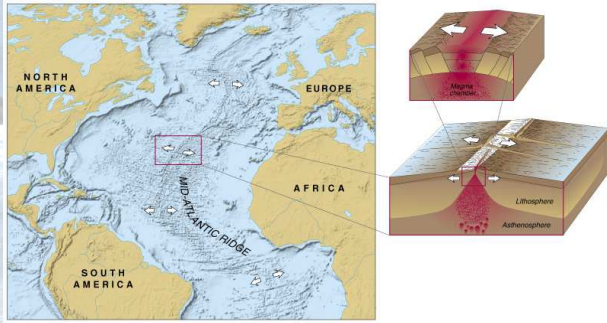 NORTH
AMERICA
EUROPE
AFRICA
MID-ATLANTIC RIDGE
SOUTH
AMERICA
Magma
chamber
Lithosphere
Asthenosphere